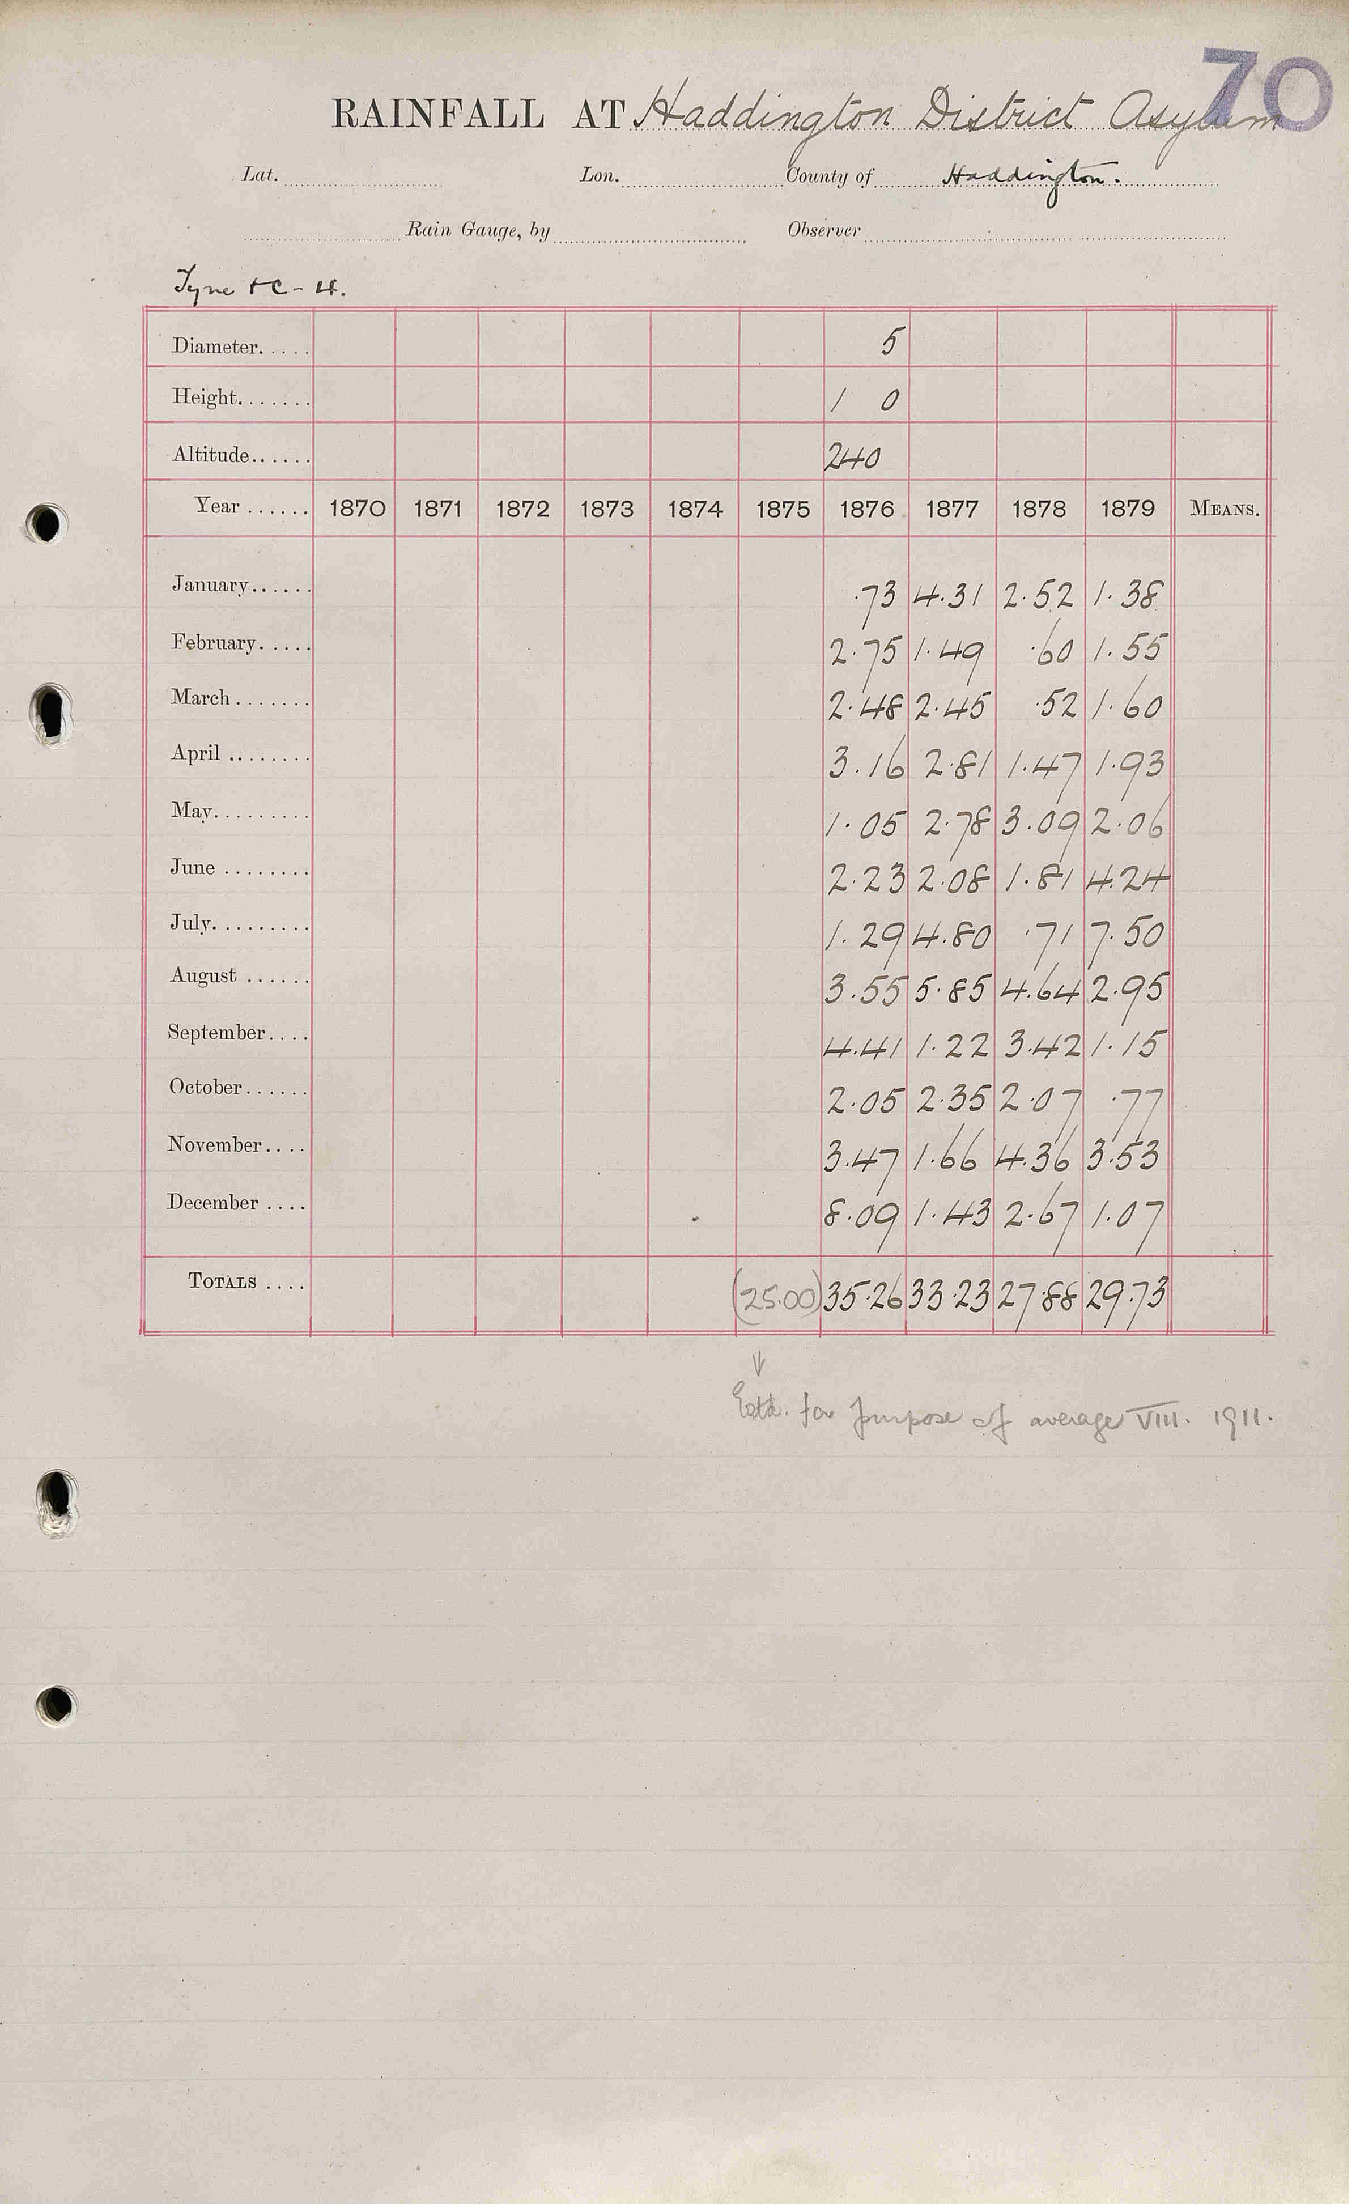 70
RAINFALL AT Haddington District Asylum
Lat. Lon. County of Haddington.
Rain Gauge, by Observer
Tyne &c - H.
Diameter..... 5
Height....... 1 0
Altitude...... 240
Year ...... 1870 1871 1872 1873 1874 1875 1876 1877 1878 1879 MEANS.
January...... .73 4.31 2.52 1.38
February..... 2.75 1.49 .60 1.55
March ....... 2.48 2.45 .52 1.60
April ........ 3.16 2.81 1.47 1.93
May......... 1.05 2.78 3.09 2.06
June ........ 2.23 2.08 1.81 4.24
July......... 1.29 4.80 .71 7.50
August ...... 3.55 5.85 4.64 2.95
September.... 4.41 1.22 3.42 1.15
October...... 2.05 2.35 2.07 .77
November.... 3.47 1.66 4.36 3.53
December .... 8.09 1.43 2.67 1.07
TOTALS .... (25.00) 35.26 33.23 27.88 29.73
Estd. for purpose of average VIII. 1911.